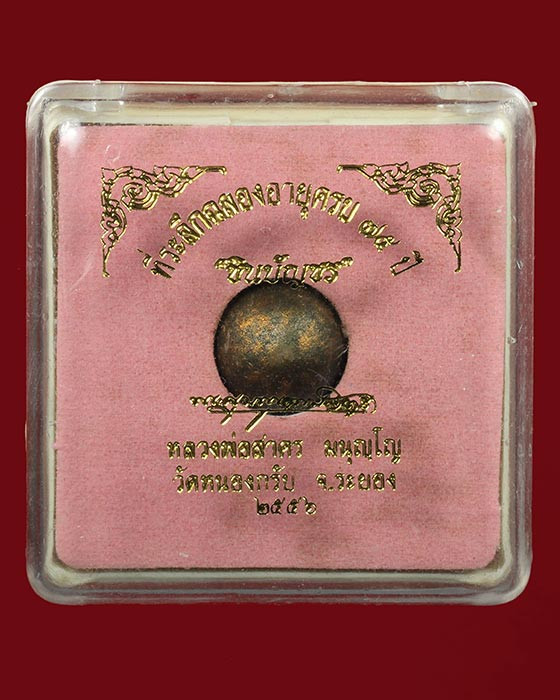 ที่ระลึกฉลองอายุครบ ๗๕ ปี
"ชินบัญชร"
หลวงพ่อสาคร มนุญโญ
วัดหนองกรับ จ.ระยอง
๒๕๕๖